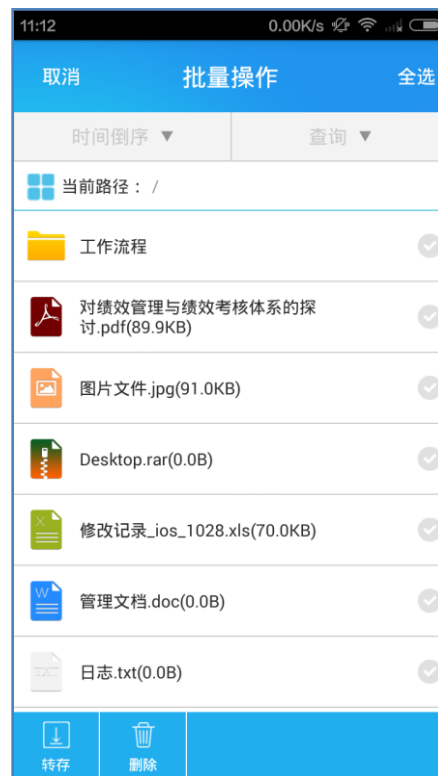 11:12 0.00K/s
取消 批量操作 全选
时间倒序 ▼ 查询 ▼
当前路径： /
工作流程
对绩效管理与绩效考核体系的探
讨.pdf(89.9KB)
图片文件.jpg(91.0KB)
Desktop.rar(0.0B)
修改记录_ios_1028.xls(70.0KB)
管理文档.doc(0.0B)
日志.txt(0.0B)
转存 删除